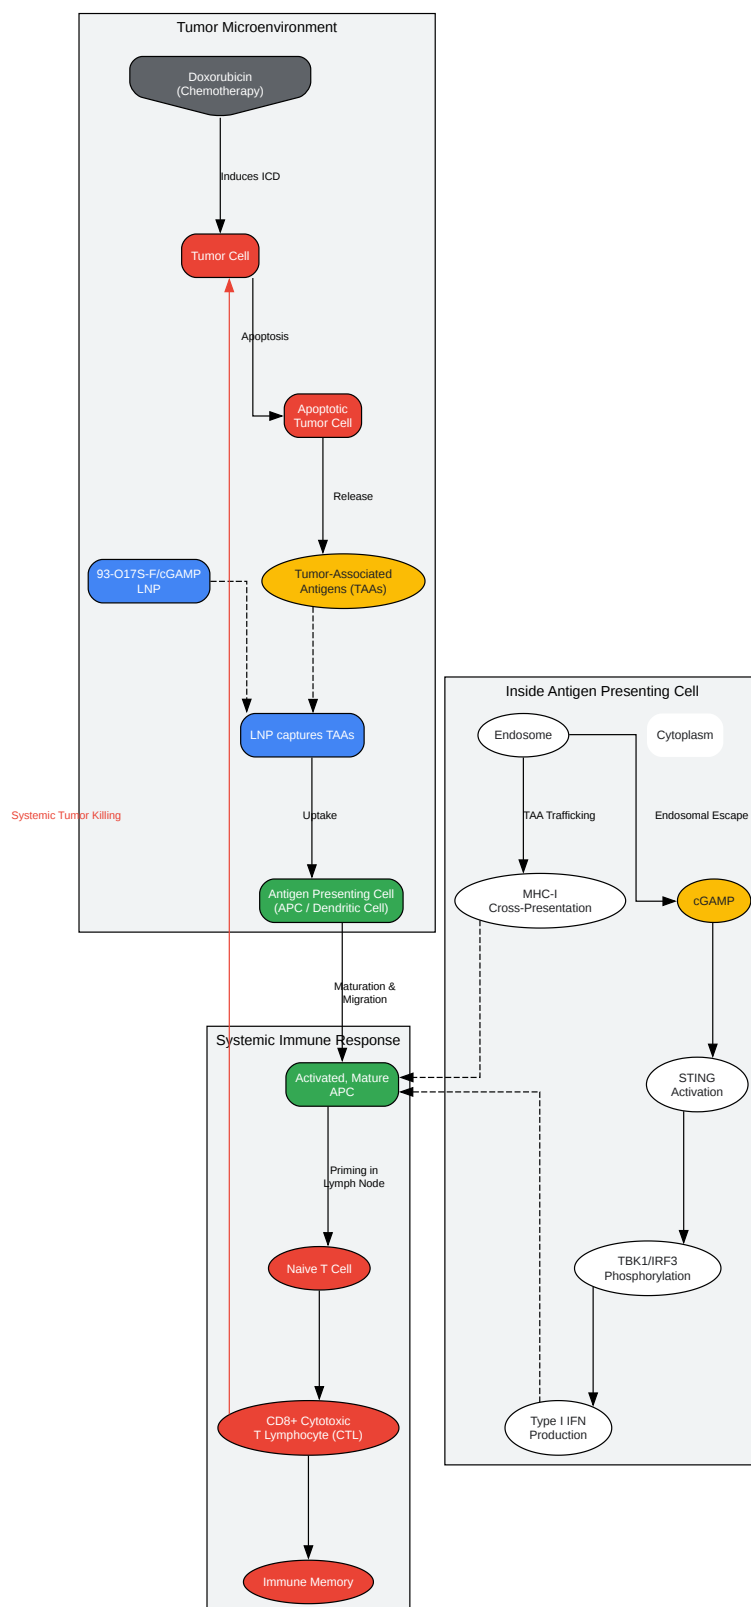 Tumor Microenvironment
Doxorubicin
(Chemotherapy)
Induces ICD
Tumor Cell
Apoptosis
Apoptotic
Tumor Cell
Release
93-O17S-F/cGAMP
LNP
Tumor-Associated
Antigens (TAAs)
LNP captures TAAs
Systemic Tumor Killing
Uptake
Antigen Presenting Cell
(APC / Dendritic Cell)
Maturation &
Migration
Inside Antigen Presenting Cell
Endosome
Cytoplasm
TAA Trafficking
Endosomal Escape
MHC-I
Cross-Presentation
cGAMP
STING
Activation
TBK1/IRF3
Phosphorylation
Type I IFN
Production
Systemic Immune Response
Activated, Mature
APC
Priming in
Lymph Node
Naive T Cell
CD8+ Cytotoxic
T Lymphocyte (CTL)
Immune Memory